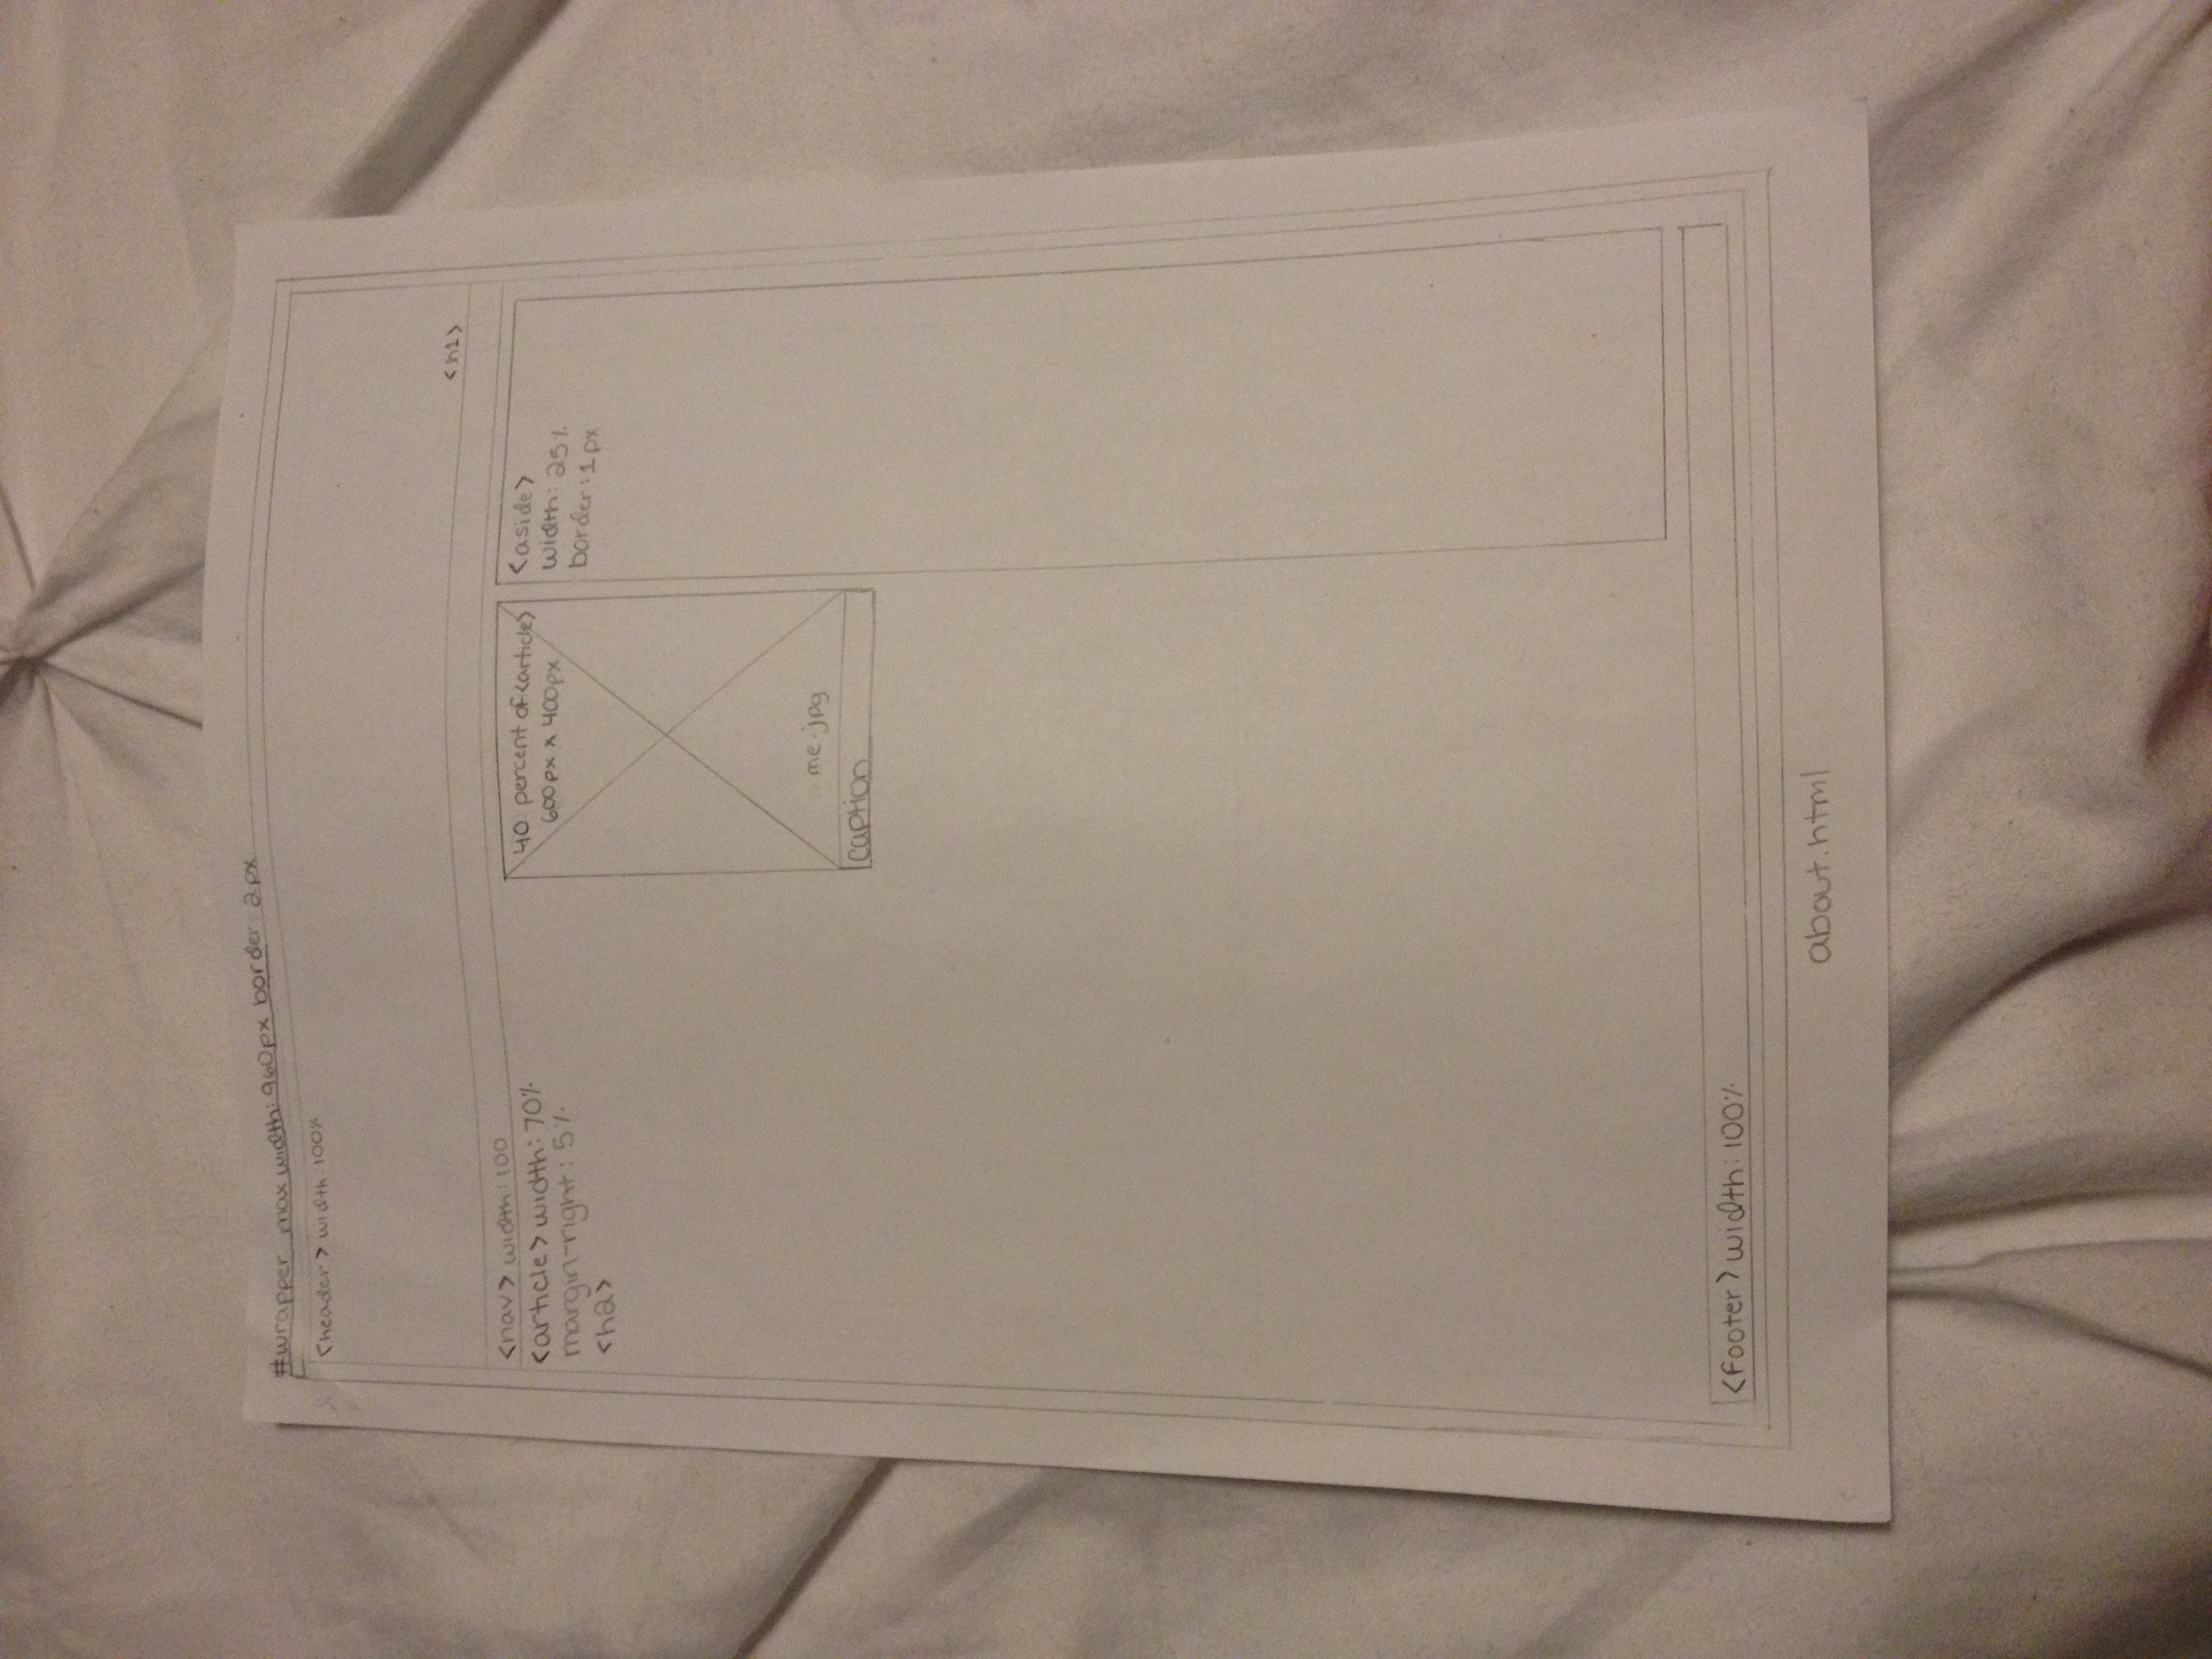 #wrapper max width: 960px border: 2px
<header> width: 100%
<h1>
<nav> width: 100
<article> width: 70%
margin-right: 5%
<h2>
40 percent of <article>
600px x 400px
me.jpg
caption
<aside>
width: 25%
border: 1px
<footer> width: 100%
about.html